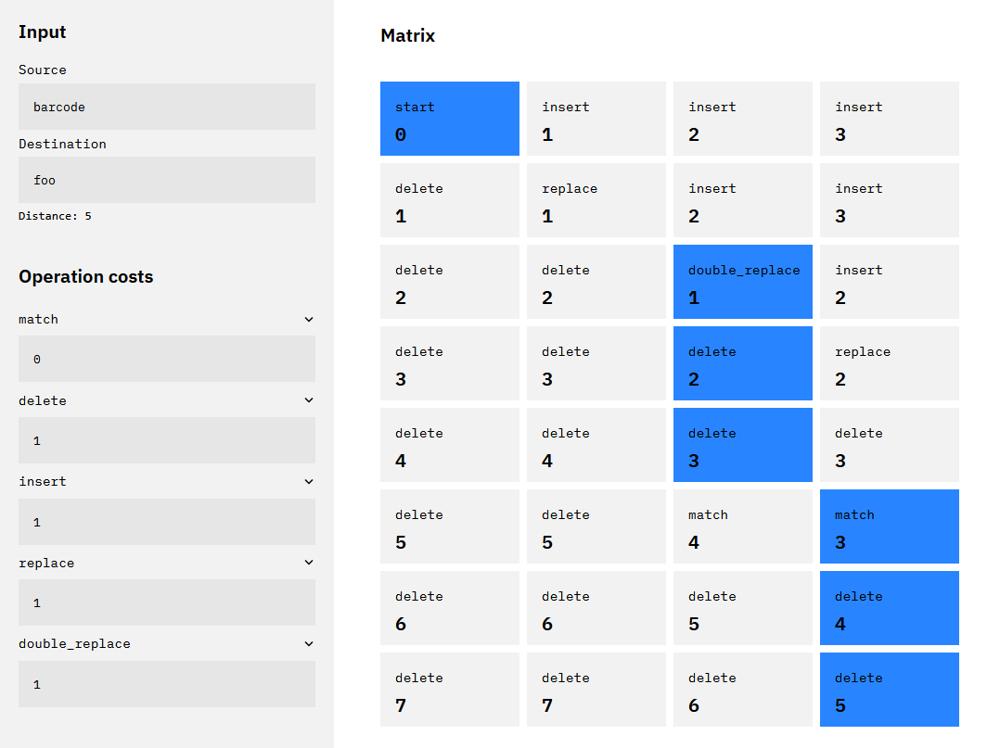 Input
Source
barcode
Destination
foo
Distance: 5
Operation costs
match
0
delete
1
insert
1
replace
1
double_replace
1
Matrix
start insert insert insert
0 1 2 3
delete replace insert insert
1 1 2 3
delete delete double_replace insert
2 2 1 2
delete delete delete replace
3 3 2 2
delete delete delete delete
4 4 3 3
delete delete match match
5 5 4 3
delete delete delete delete
6 6 5 4
delete delete delete delete
7 7 6 5